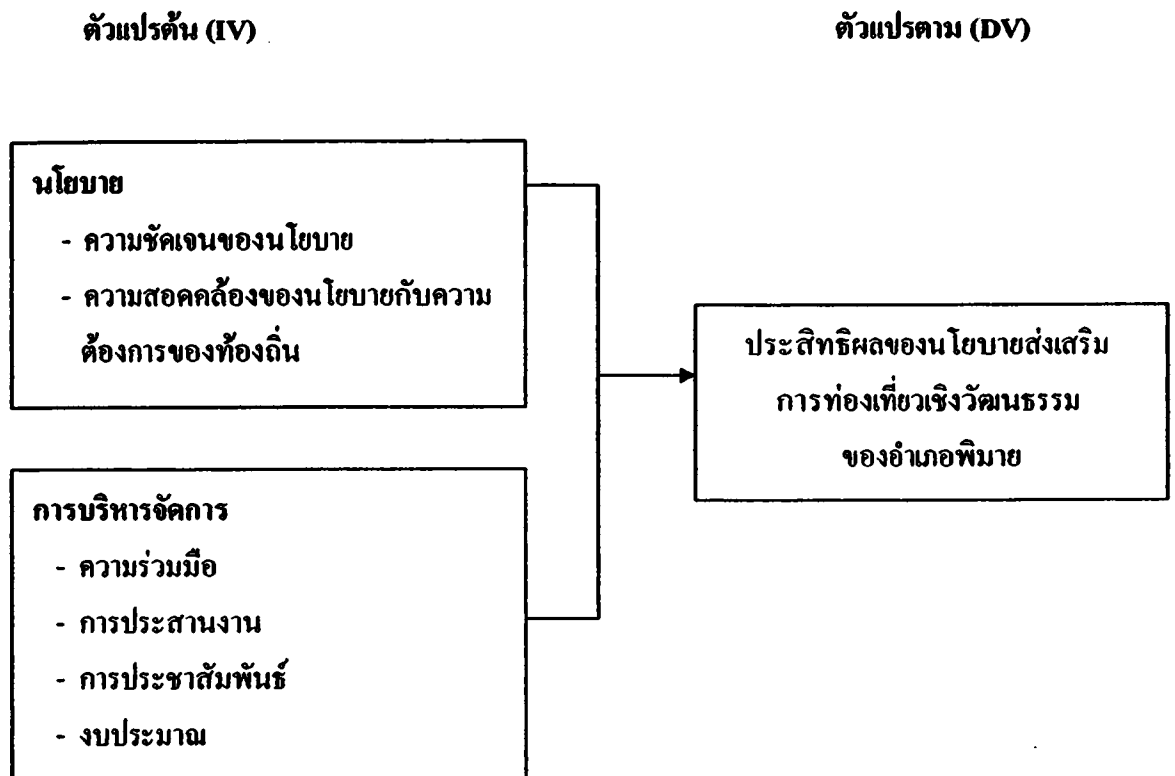 ตัวแปรต้น (IV)
ตัวแปรตาม (DV)
นโยบาย
- ความชัดเจนของนโยบาย
- ความสอดคล้องของนโยบายกับความ
ต้องการของท้องถิ่น
ประสิทธิผลของนโยบายส่งเสริม
การท่องเที่ยวเชิงวัฒนธรรม
ของอำเภอพิมาย
การบริหารจัดการ
- ความร่วมมือ
- การประสานงาน
- การประชาสัมพันธ์
- งบประมาณ